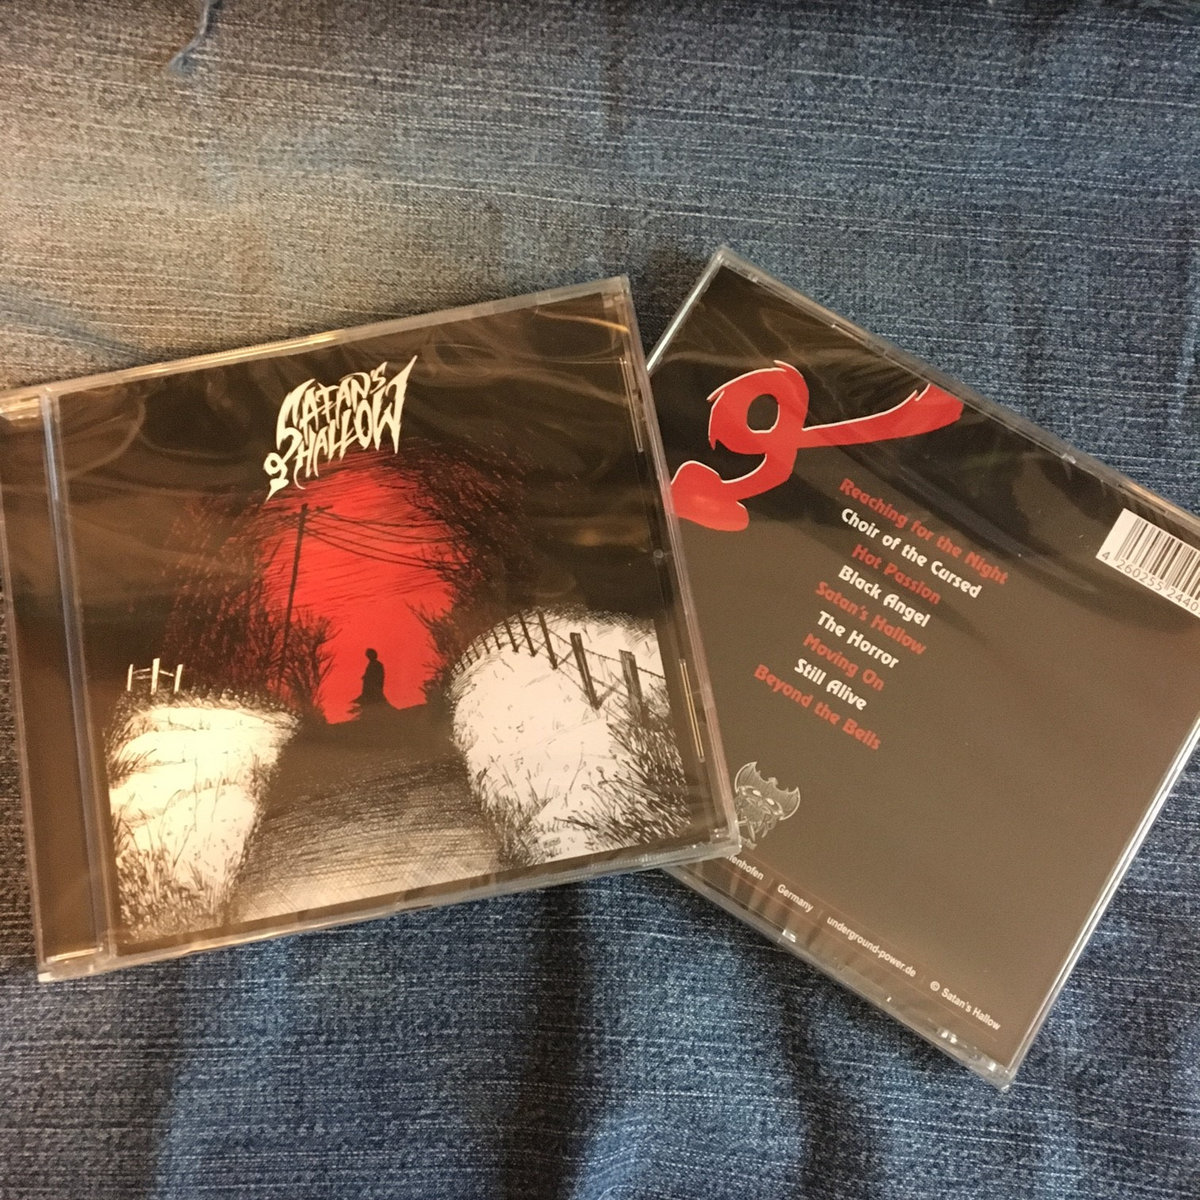 SATAN'S
HALLOW
Reaching for the Night
Choir of the Cursed
Hot Passion
Black Angel
Satan's Hallow
The Horror
Moving On
Still Alive
Beyond the Bells
Germany
underground-power.de
© Satan's Hallow